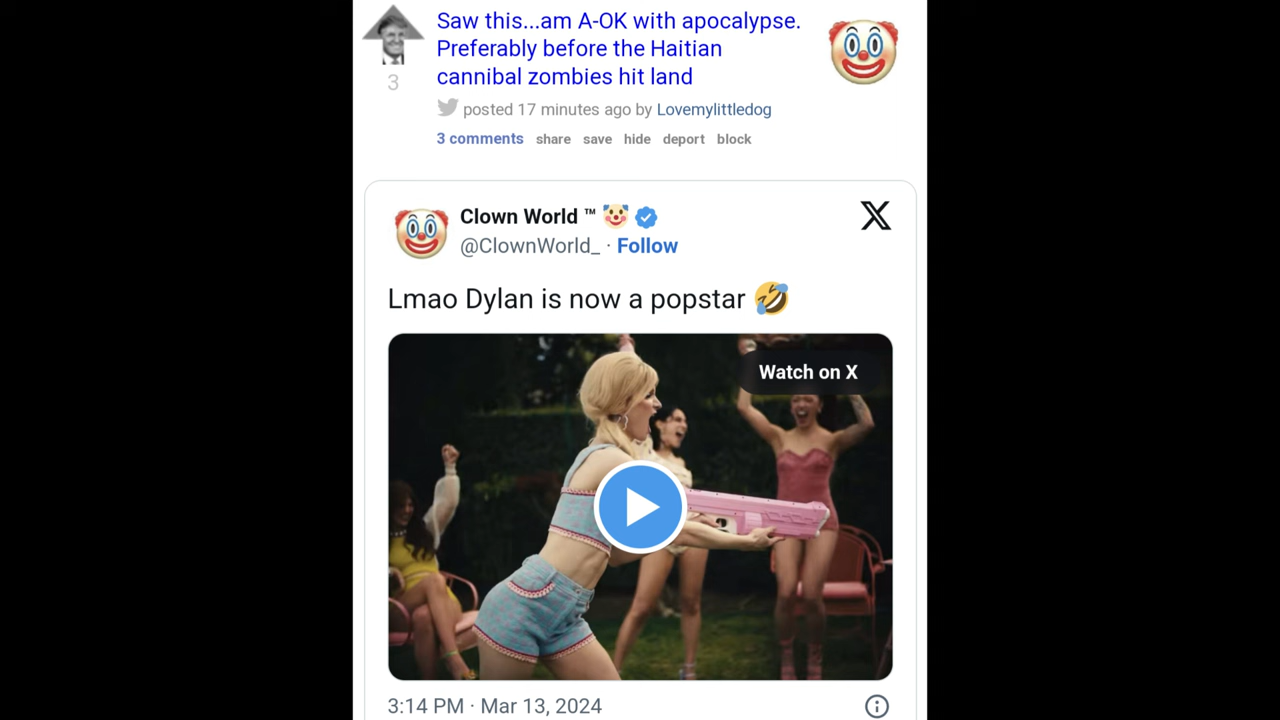 Saw this...am A-OK with apocalypse.
Preferably before the Haitian
cannibal zombies hit land
3
posted 17 minutes ago by Lovemylittledog
3 comments share save hide deport block
Clown World ™ 🤡
@ClownWorld_ · Follow
Lmao Dylan is now a popstar 🤣
Watch on X
3:14 PM · Mar 13, 2024